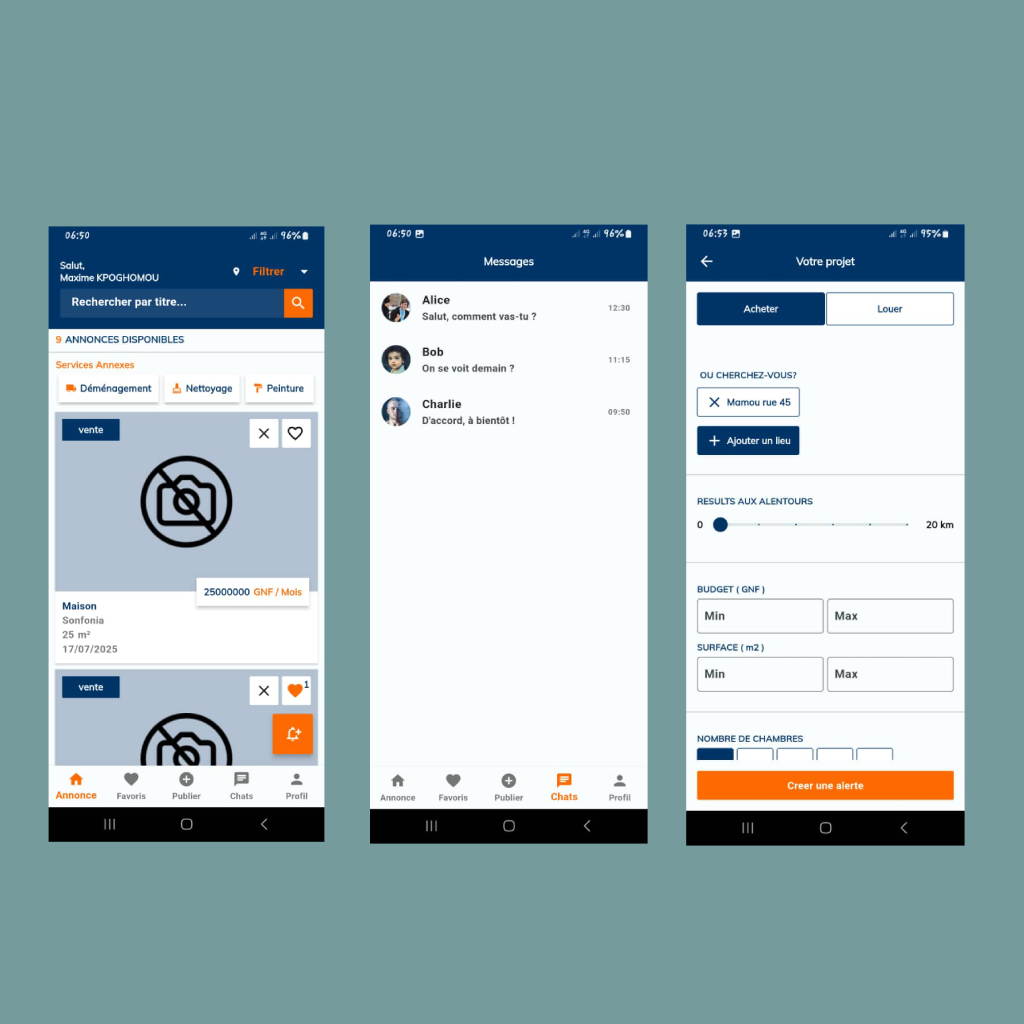 06:50 4G 96%
Salut,
Maxime KPOGHOMOU
Filtrer
Rechercher par titre...
9 ANNONCES DISPONIBLES
Services Annexes
Déménagement Nettoyage Peinture
vente
25000000 GNF / Mois
Maison
Sonfonia
25 m²
17/07/2025
vente
1
Annonce Favoris Publier Chats Profil
06:50 4G 96%
Messages
Alice
Salut, comment vas-tu ?
12:30
Bob
On se voit demain ?
11:15
Charlie
D'accord, à bientôt !
09:50
Annonce Favoris Publier Chats Profil
06:53 4G 95%
Votre projet
Acheter Louer
OU CHERCHEZ-VOUS?
Mamou rue 45
Ajouter un lieu
RESULTS AUX ALENTOURS
0 20 km
BUDGET ( GNF )
Min Max
SURFACE ( m2 )
Min Max
NOMBRE DE CHAMBRES
Creer une alerte